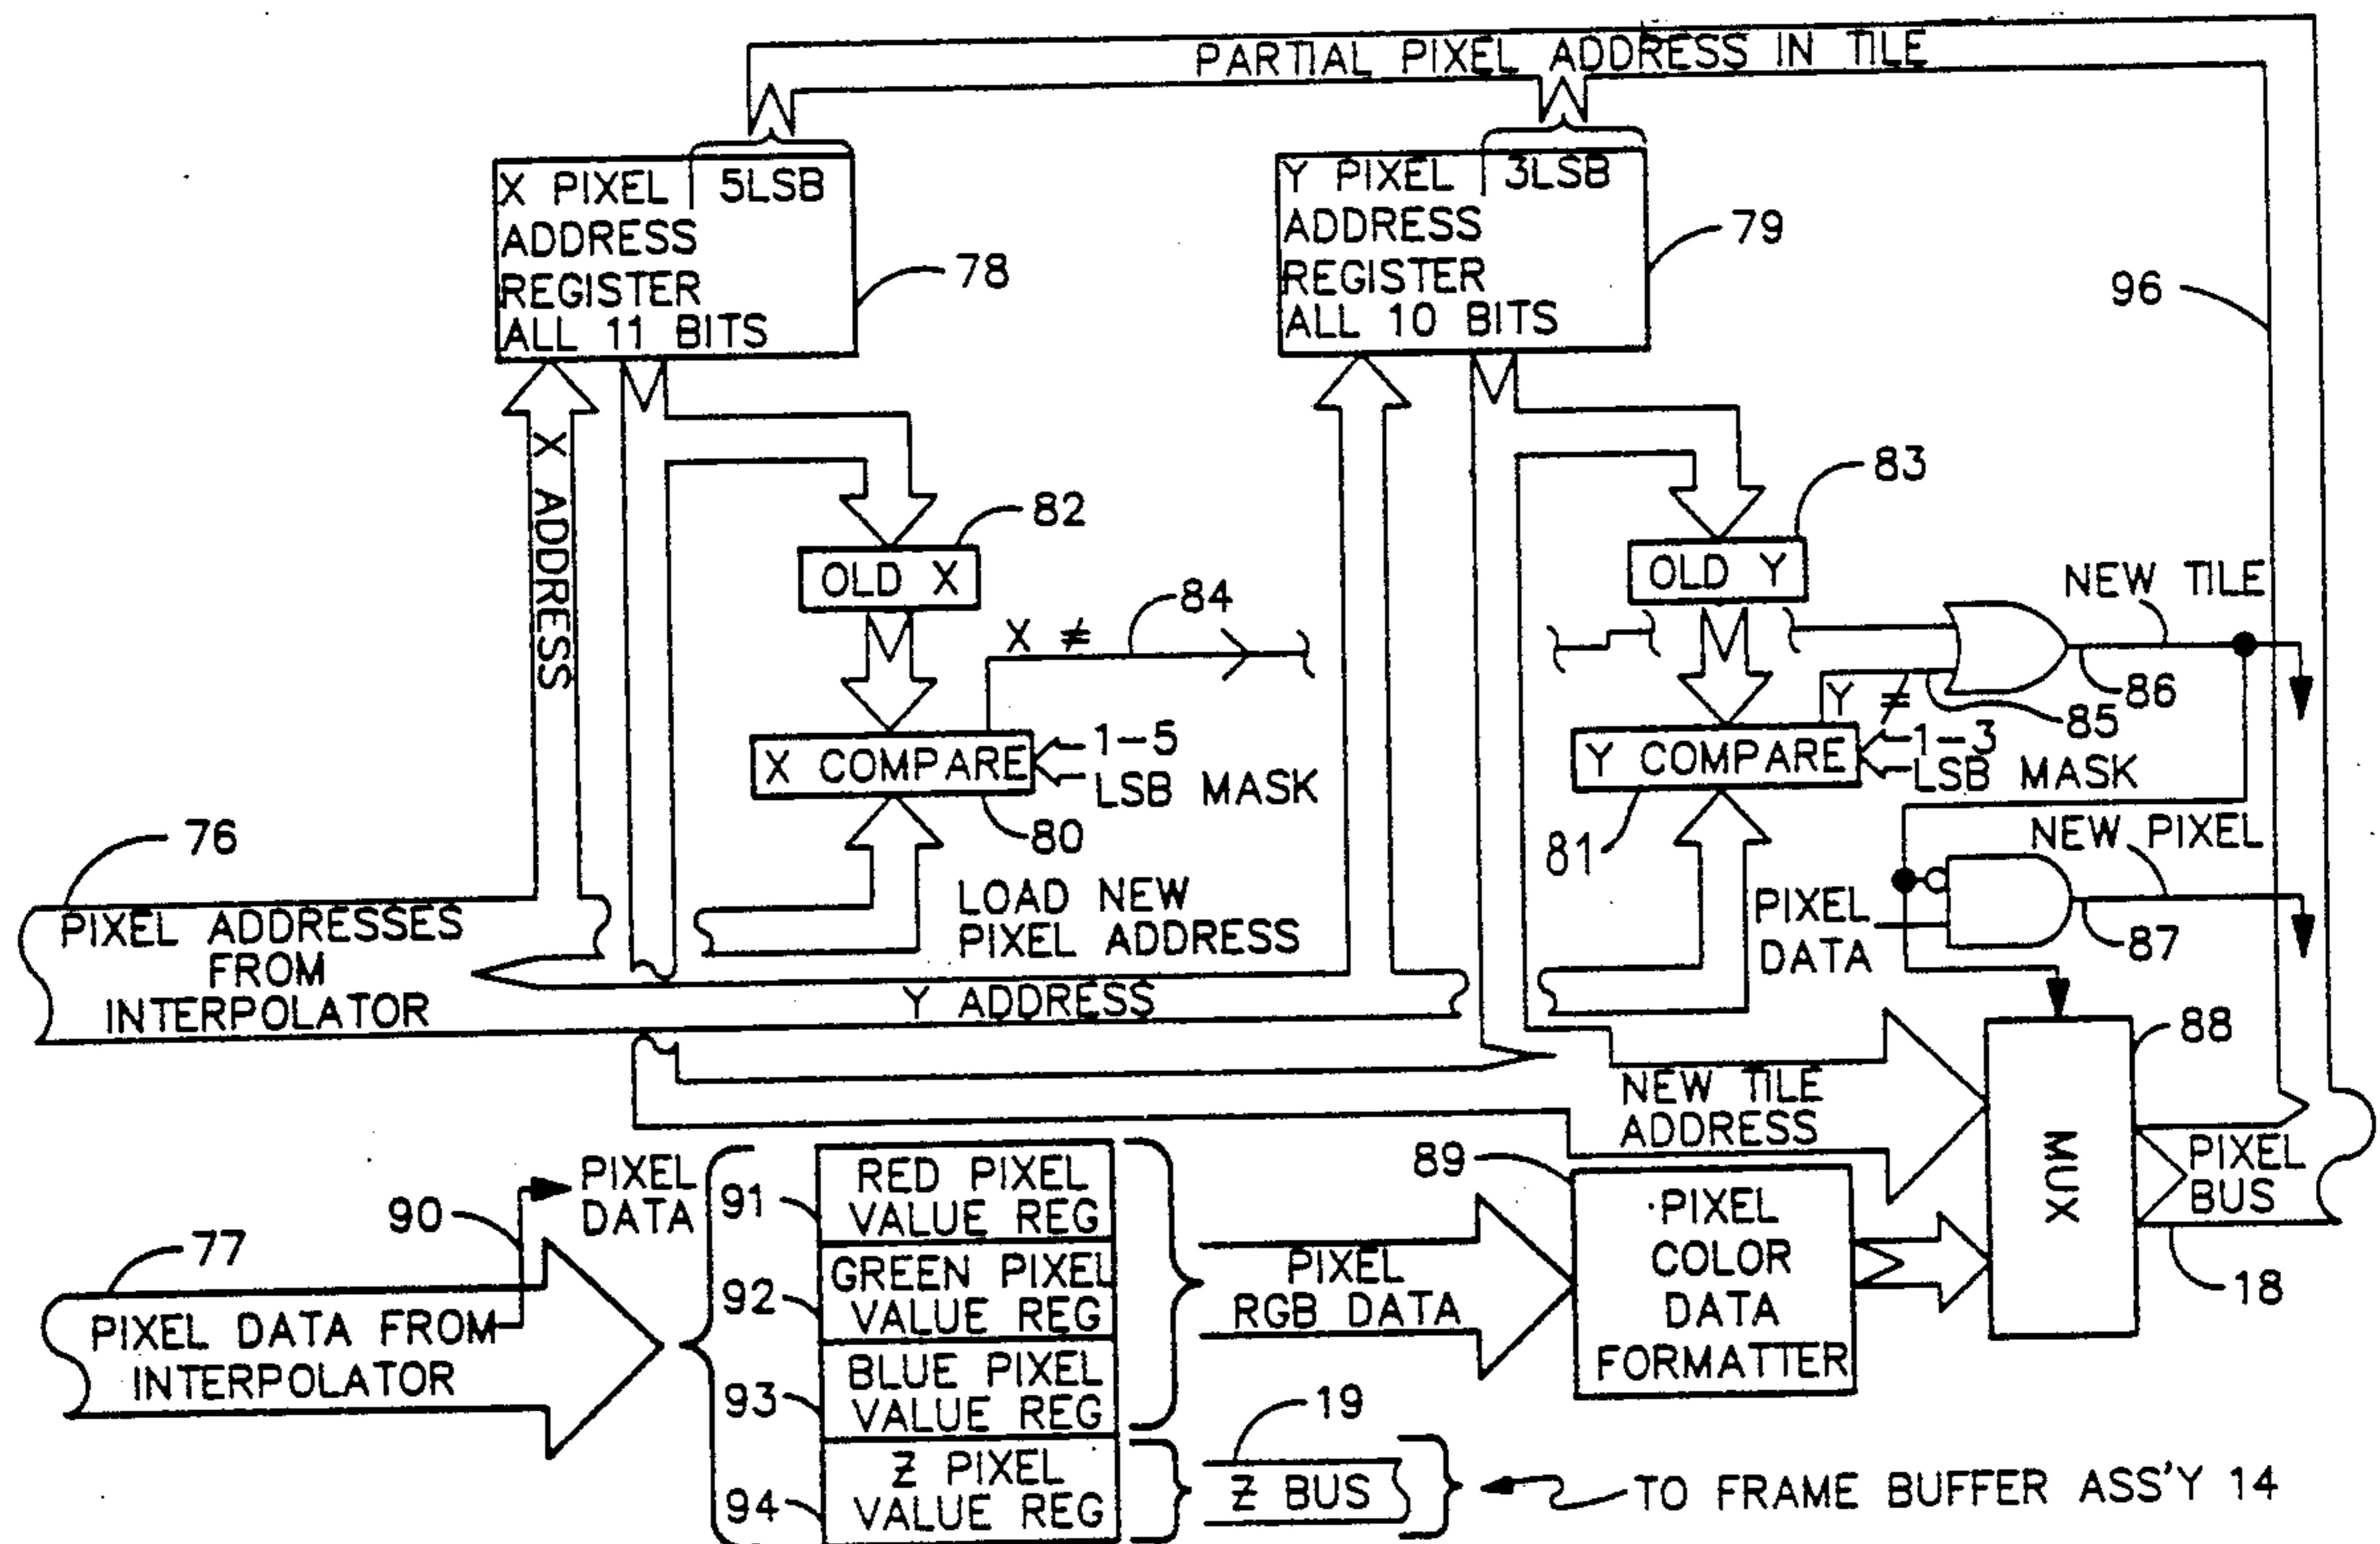 PARTIAL PIXEL ADDRESS IN TILE
X PIXEL 5LSB
ADDRESS
REGISTER
ALL 11 BITS
78
Y PIXEL 3LSB
ADDRESS
REGISTER
ALL 10 BITS
79
96
X ADDRESS
82
OLD X
83
OLD Y
X ≠
84
NEW TILE
86
Y ≠
85
X COMPARE
1-5
LSB MASK
80
Y COMPARE
1-3
LSB MASK
81
NEW PIXEL
76
PIXEL ADDRESSES
FROM
INTERPOLATOR
LOAD NEW
PIXEL ADDRESS
PIXEL
DATA
87
Y ADDRESS
88
NEW TILE
ADDRESS
MUX
PIXEL
BUS
18
77
90
PIXEL
DATA
PIXEL DATA FROM
INTERPOLATOR
91
RED PIXEL
VALUE REG
92
GREEN PIXEL
VALUE REG
93
BLUE PIXEL
VALUE REG
94
Z PIXEL
VALUE REG
PIXEL
RGB DATA
89
PIXEL
COLOR
DATA
FORMATTER
19
Z BUS
TO FRAME BUFFER ASS'Y 14